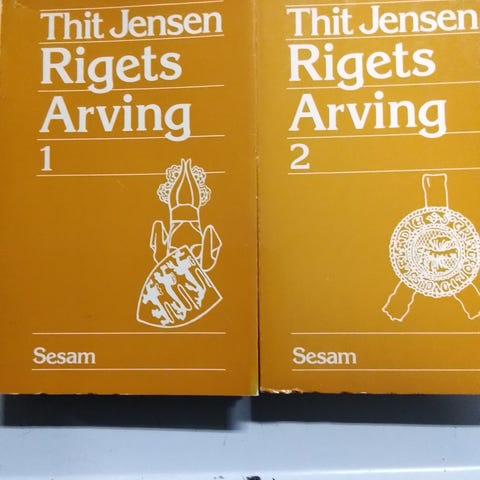 Thit Jensen
Rigets
Arving
1
Sesam
Thit Jensen
Rigets
Arving
2
Sesam